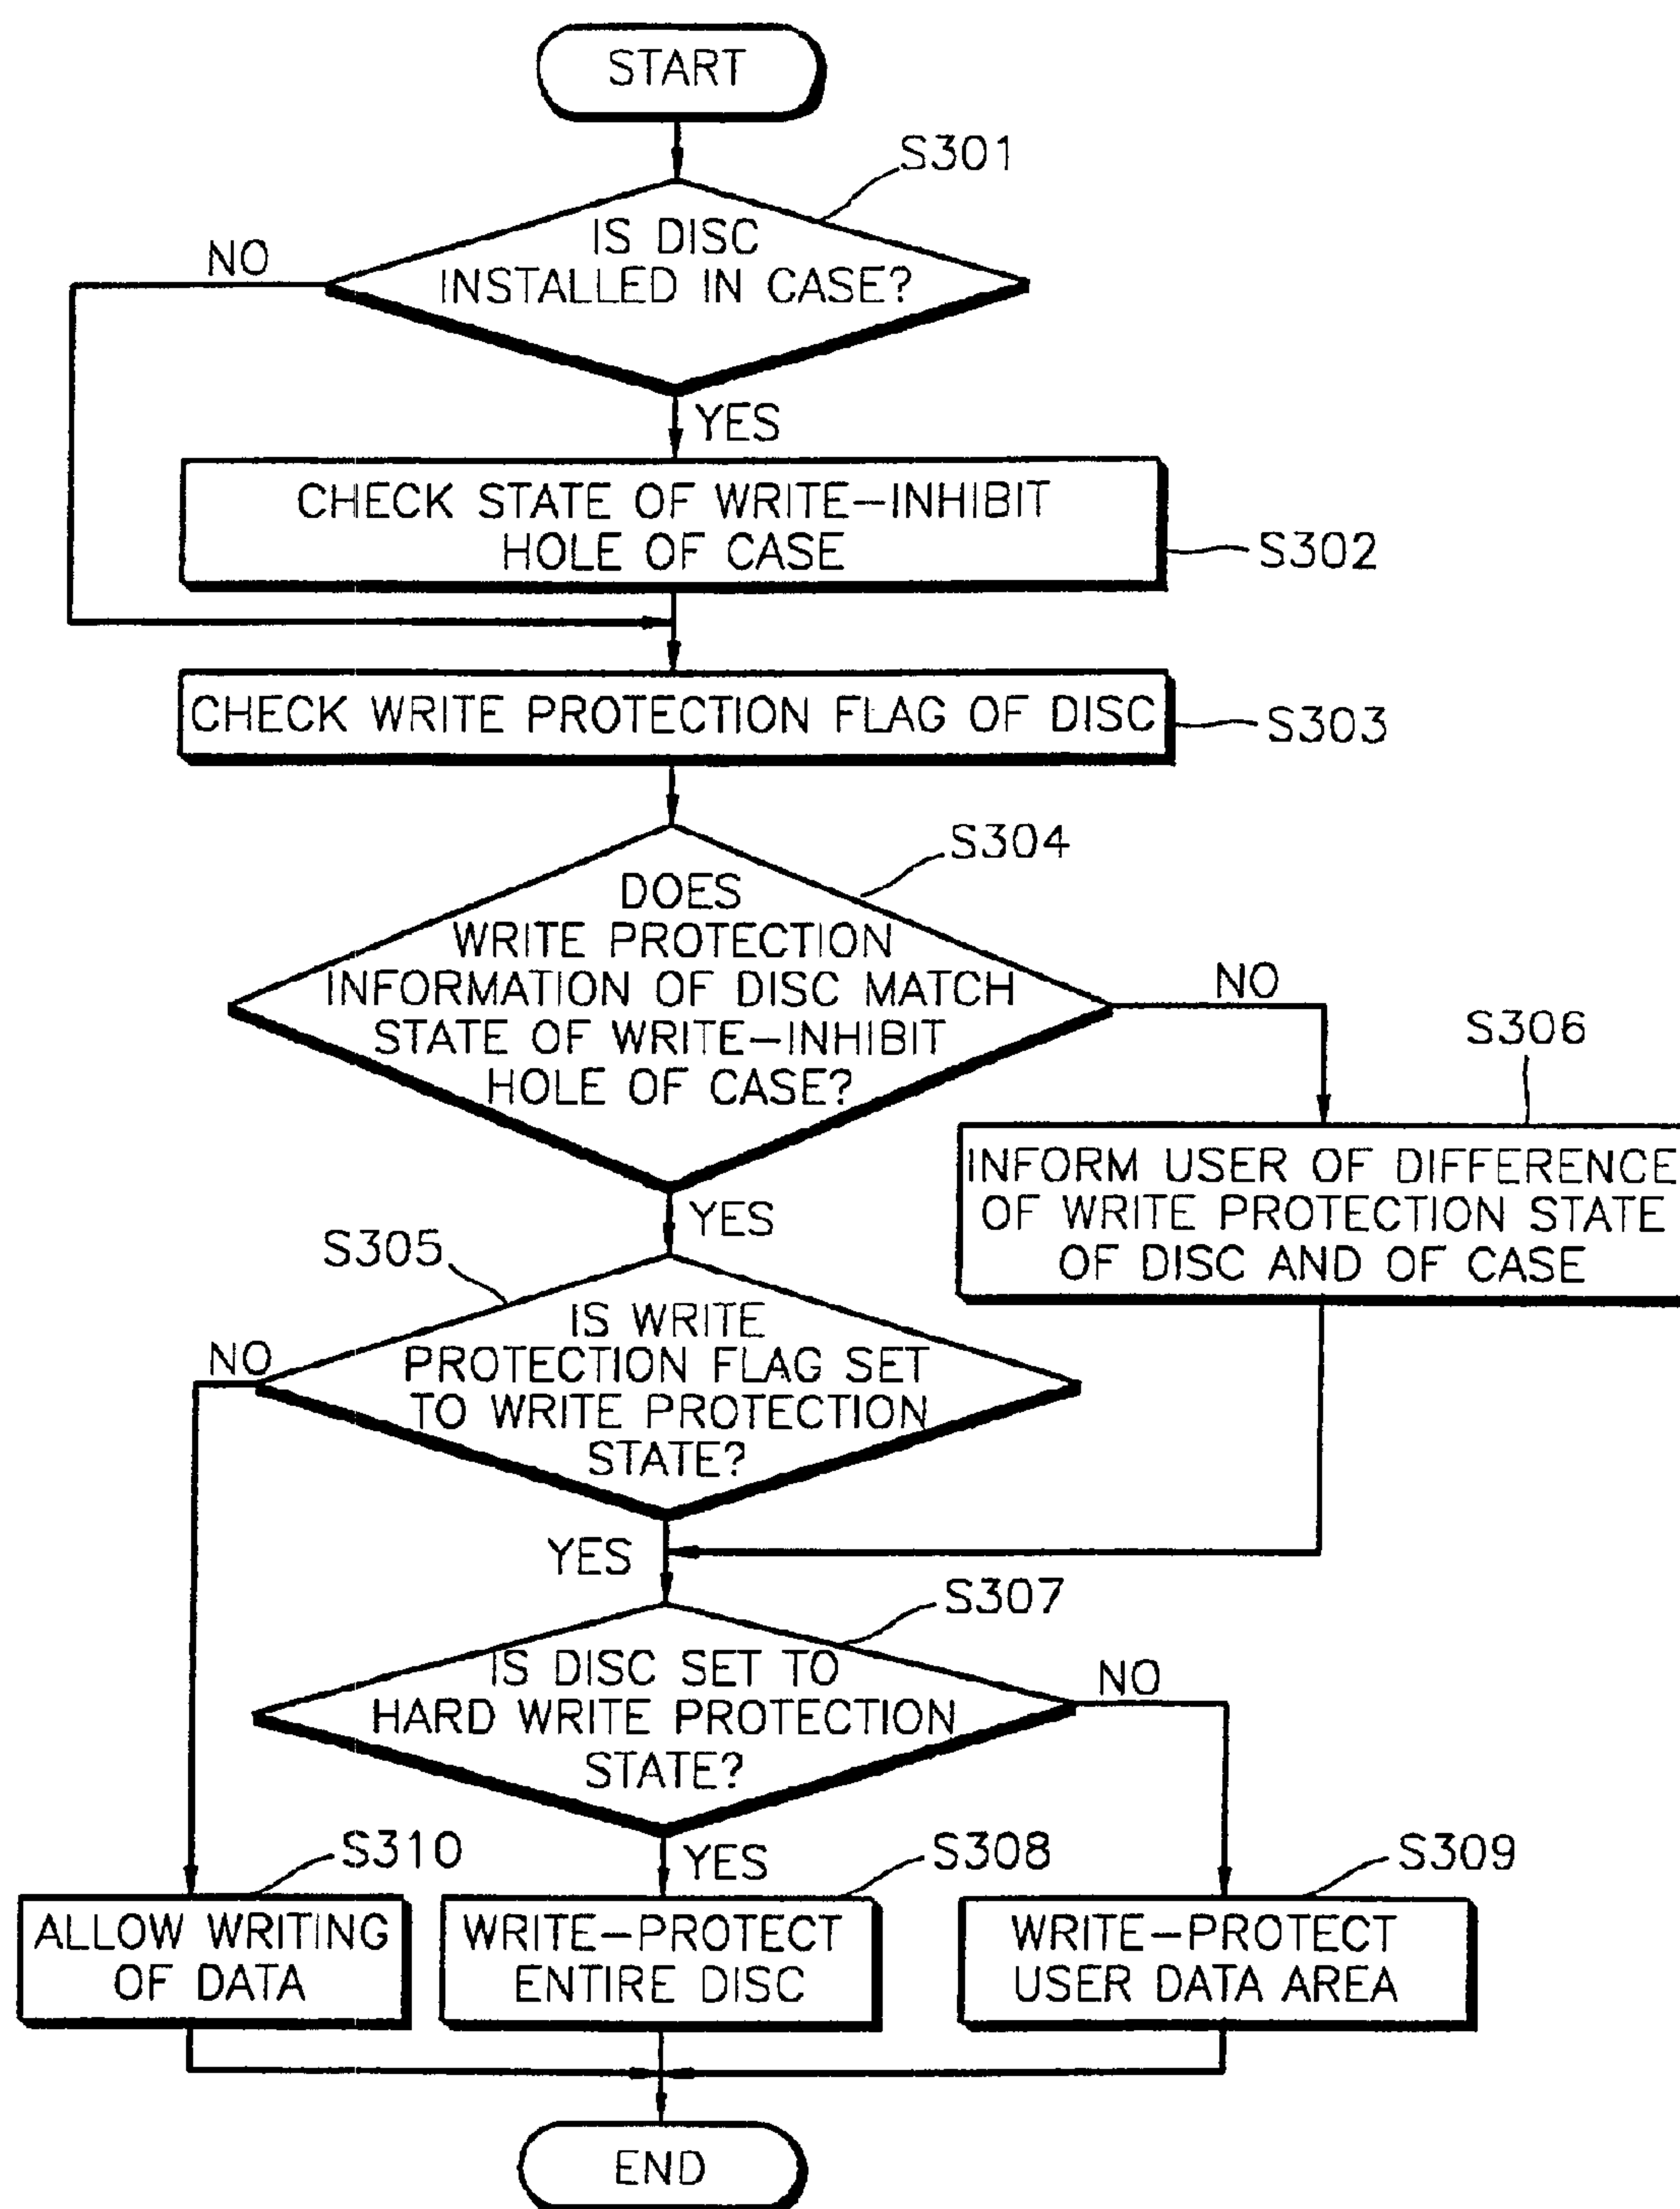 START
S301
IS DISC
INSTALLED IN CASE?
NO
YES
CHECK STATE OF WRITE-INHIBIT
HOLE OF CASE
S302
CHECK WRITE PROTECTION FLAG OF DISC
S303
S304
DOES
WRITE PROTECTION
INFORMATION OF DISC MATCH
STATE OF WRITE-INHIBIT
HOLE OF CASE?
NO
YES
S306
INFORM USER OF DIFFERENCE
OF WRITE PROTECTION STATE
OF DISC AND OF CASE
S305
IS WRITE
PROTECTION FLAG SET
TO WRITE PROTECTION
STATE?
NO
YES
S307
IS DISC SET TO
HARD WRITE PROTECTION
STATE?
NO
YES
S310
ALLOW WRITING
OF DATA
S308
WRITE-PROTECT
ENTIRE DISC
S309
WRITE-PROTECT
USER DATA AREA
END